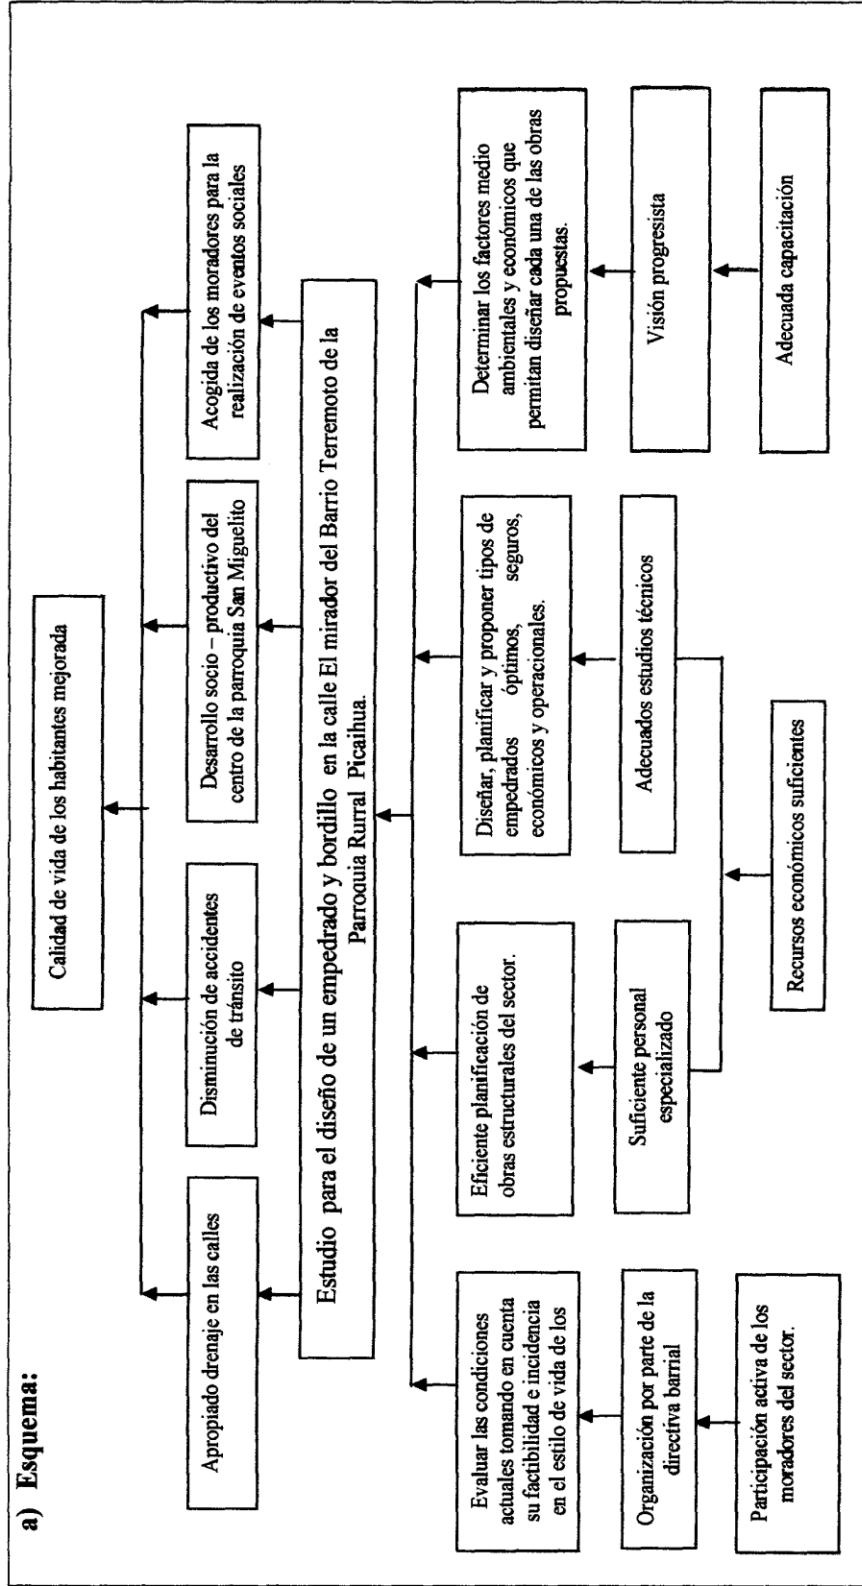 a) Esquema:
Calidad de vida de los habitantes mejorada
Apropiado drenaje en las calles
Disminución de accidentes
de tránsito
Desarrollo socio – productivo del
centro de la parroquia San Miguelito
Acogida de los moradores para la
realización de eventos sociales
Estudio para el diseño de un empedrado y bordillo en la calle El mirador del Barrio Terremoto de la
Parroquia Rurral Picaihua.
Evaluar las condiciones
actuales tomando en cuenta
su factibilidad e incidencia
en el estilo de vida de los
Eficiente planificación de
obras estructurales del sector.
Diseñar, planificar y proponer tipos de
empedrados óptimos, seguros,
económicos y operacionales.
Determinar los factores medio
ambientales y económicos que
permitan diseñar cada una de las obras
propuestas.
Organización por parte de la
directiva barrial
Suficiente personal
especializado
Adecuados estudios técnicos
Visión progresista
Participación activa de los
moradores del sector.
Recursos económicos suficientes
Adecuada capacitación